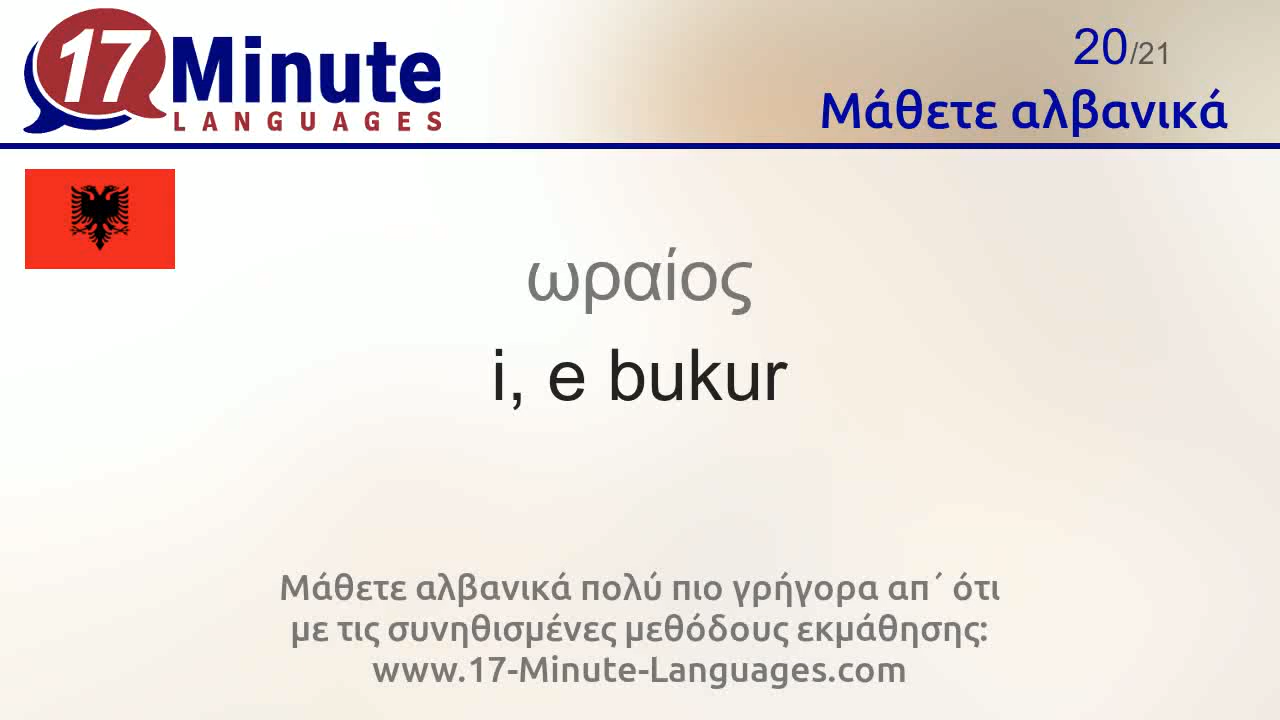 17 Minute
LANGUAGES
20/21
Μάθετε αλβανικά
ωραίος
i, e bukur
Μάθετε αλβανικά πολύ πιο γρήγορα απ΄ ότι
με τις συνηθισμένες μεθόδους εκμάθησης:
www.17-Minute-Languages.com